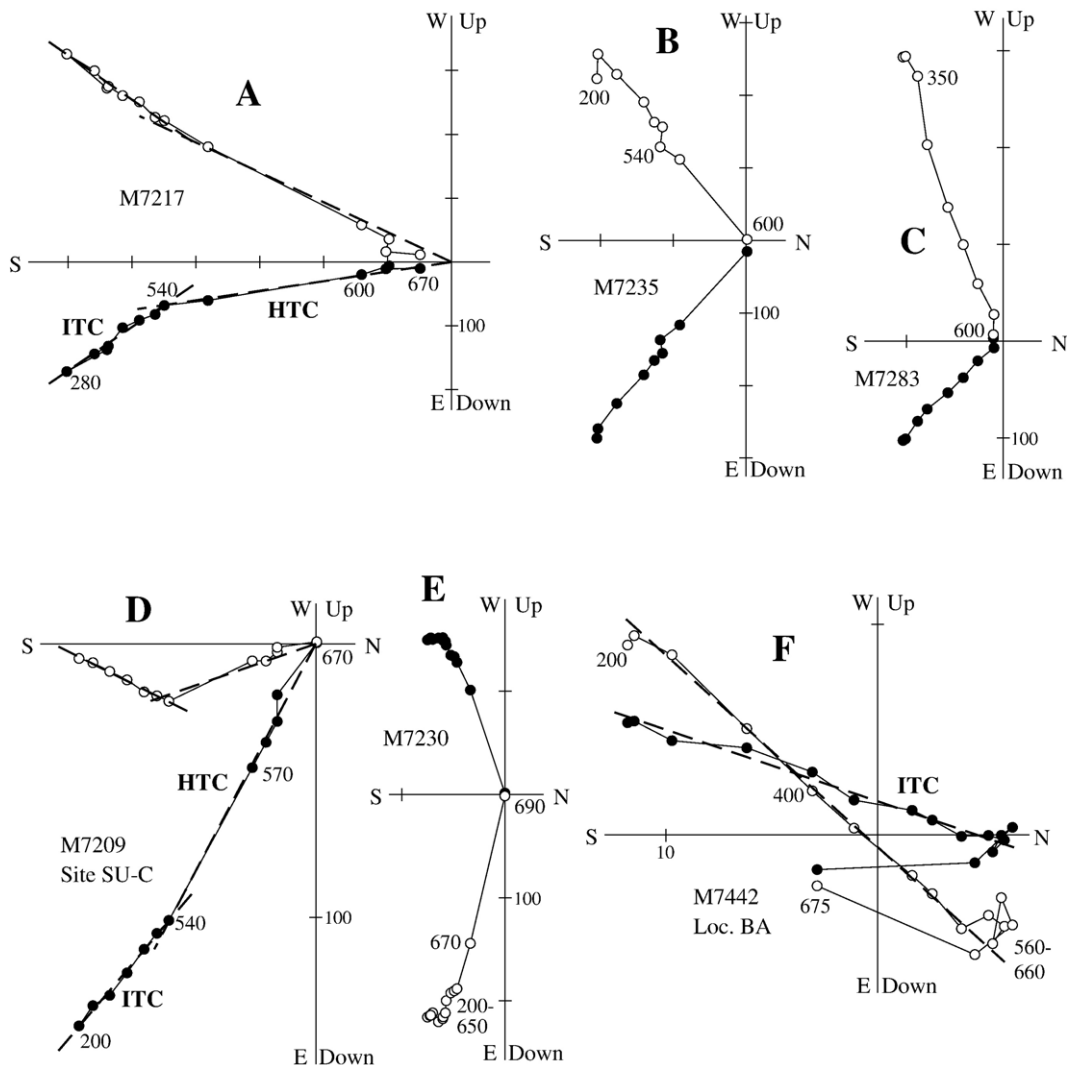 W Up
A
M7217
S
540
600
670
HTC
ITC
100
280
E Down
W Up
B
200
540
600
S
N
M7235
100
E Down
W Up
350
C
600
S
N
M7283
100
E Down
D
W Up
S
N
670
HTC
570
M7209
Site SU-C
540
100
ITC
200
E Down
E
W Up
M7230
S
N
690
100
670
200-
650
E Down
W Up
F
200
ITC
400
S
N
10
M7442
Loc. BA
675
560-
660
E Down